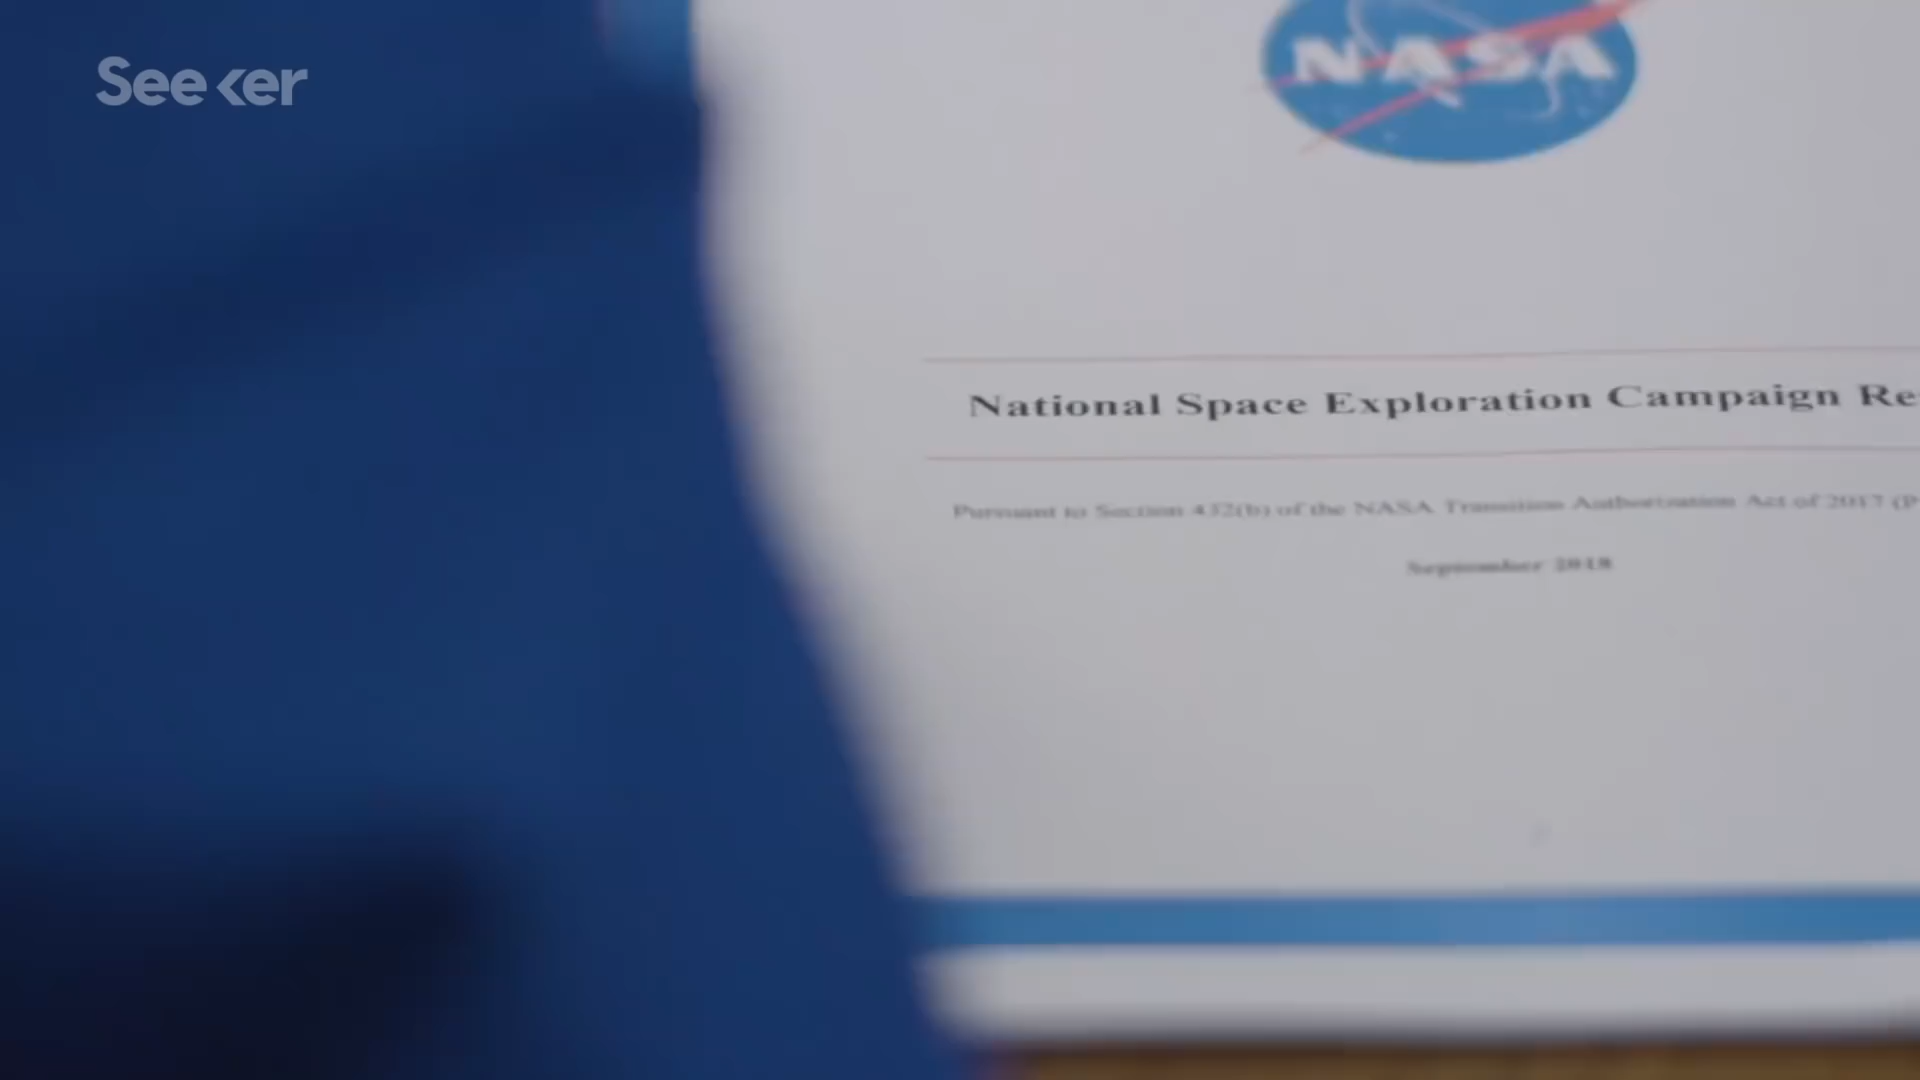 Seeker
NASA
National Space Exploration Campaign Re
Pursuant to Section 432(b) of the NASA Transition Authorization Act of 2017 (P
September 2018